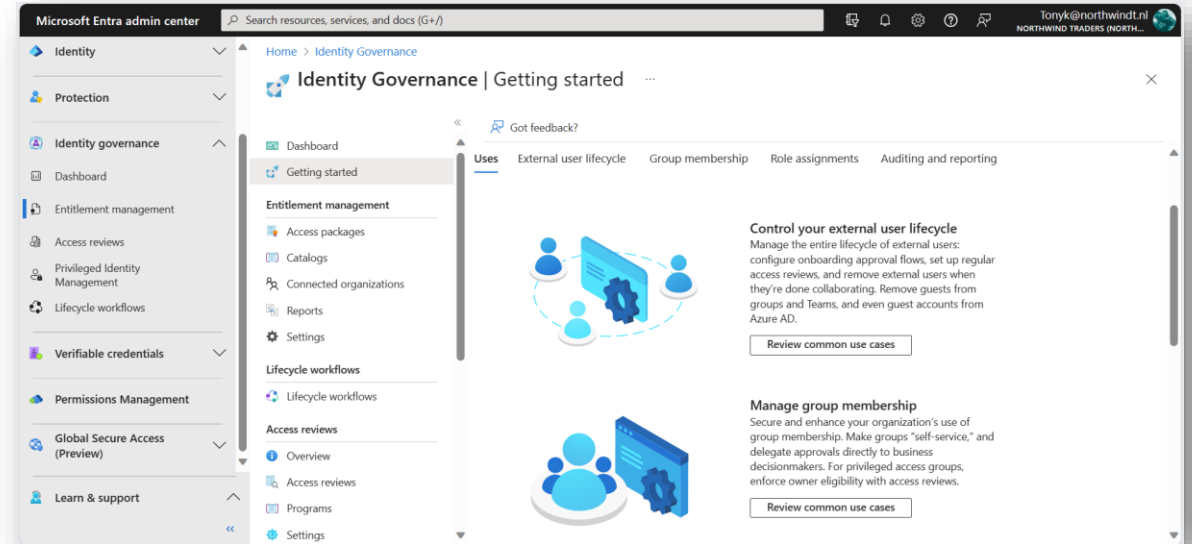 Microsoft Entra admin center
Search resources, services, and docs (G+/)
Tonyk@northwindt.nl
NORTHWIND TRADERS (NORTH...
Identity
Protection
Identity governance
Dashboard
Entitlement management
Access reviews
Privileged Identity
Management
Lifecycle workflows
Verifiable credentials
Permissions Management
Global Secure Access
(Preview)
Learn & support
Home > Identity Governance
Identity Governance | Getting started ...
Dashboard
Getting started
Entitlement management
Access packages
Catalogs
Connected organizations
Reports
Settings
Lifecycle workflows
Lifecycle workflows
Access reviews
Overview
Access reviews
Programs
Settings
Got feedback?
Uses External user lifecycle Group membership Role assignments Auditing and reporting
Control your external user lifecycle
Manage the entire lifecycle of external users:
configure onboarding approval flows, set up regular
access reviews, and remove external users when
they're done collaborating. Remove guests from
groups and Teams, and even guest accounts from
Azure AD.
Review common use cases
Manage group membership
Secure and enhance your organization's use of
group membership. Make groups "self-service," and
delegate approvals directly to business
decisionmakers. For privileged access groups,
enforce owner eligibility with access reviews.
Review common use cases